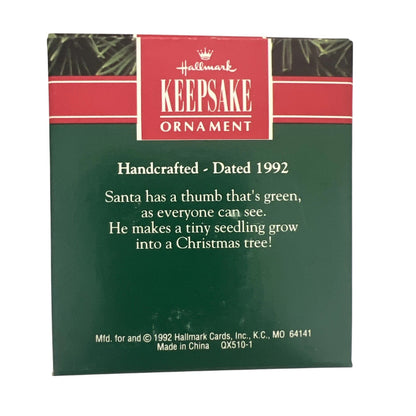 Hallmark
KEEPSAKE
ORNAMENT
Handcrafted - Dated 1992
Santa has a thumb that's green,
as everyone can see.
He makes a tiny seedling grow
into a Christmas tree!
Mfd. for and © 1992 Hallmark Cards, Inc., K.C., MO 64141
Made in China QX510-1